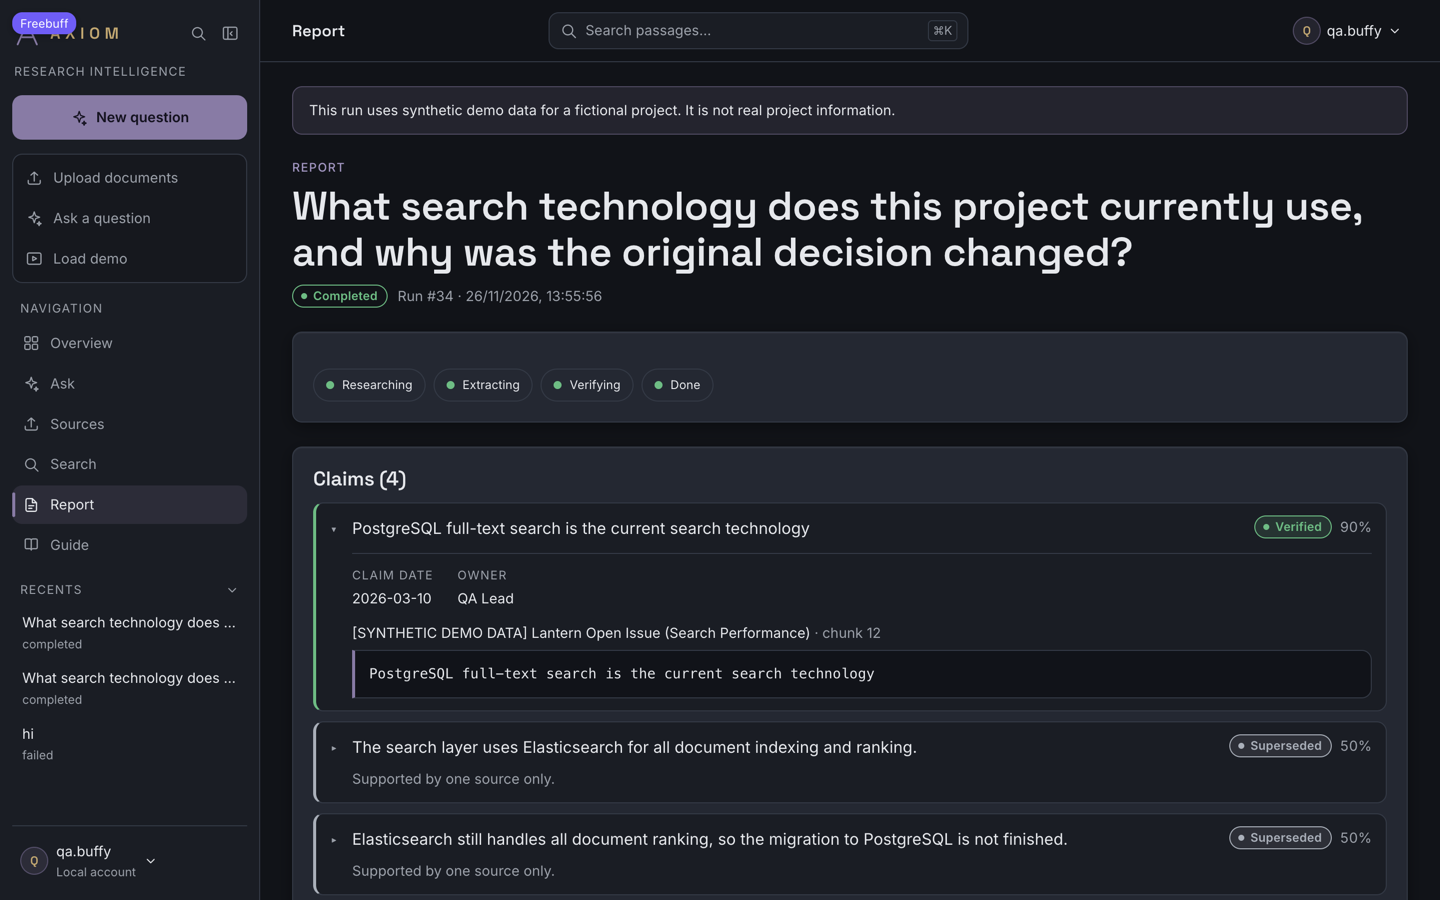 Freebuff
AXIOM
RESEARCH INTELLIGENCE
New question
Upload documents
Ask a question
Load demo
NAVIGATION
Overview
Ask
Sources
Search
Report
Guide
RECENTS
What search technology does ...
completed
What search technology does ...
completed
hi
failed
Q
qa.buffy
Local account
Report
Search passages...
⌘K
Q
qa.buffy
This run uses synthetic demo data for a fictional project. It is not real project information.
REPORT
What search technology does this project currently use,
and why was the original decision changed?
Completed
Run #34 · 26/11/2026, 13:55:56
Researching
Extracting
Verifying
Done
Claims (4)
PostgreSQL full-text search is the current search technology
Verified
90%
CLAIM DATE
OWNER
2026-03-10
QA Lead
[SYNTHETIC DEMO DATA] Lantern Open Issue (Search Performance) · chunk 12
PostgreSQL full-text search is the current search technology
The search layer uses Elasticsearch for all document indexing and ranking.
Superseded
50%
Supported by one source only.
Elasticsearch still handles all document ranking, so the migration to PostgreSQL is not finished.
Superseded
50%
Supported by one source only.